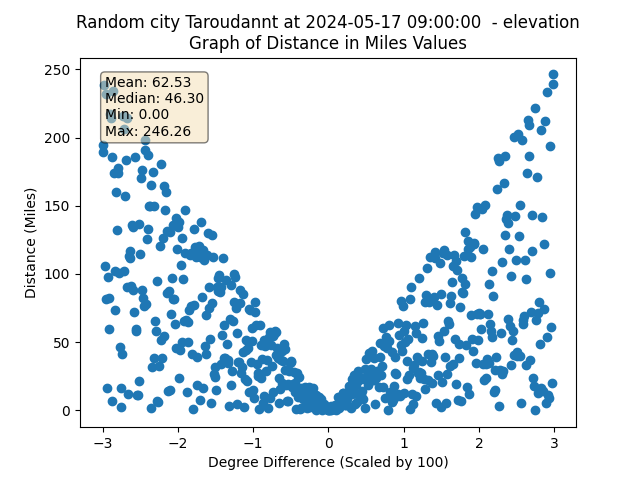 Random city Taroudannt at 2024-05-17 09:00:00  - elevation
Graph of Distance in Miles Values
Mean: 62.53
Median: 46.30
Min: 0.00
Max: 246.26
Distance (Miles)
250
200
150
100
50
0
−3 −2 −1 0 1 2 3
Degree Difference (Scaled by 100)